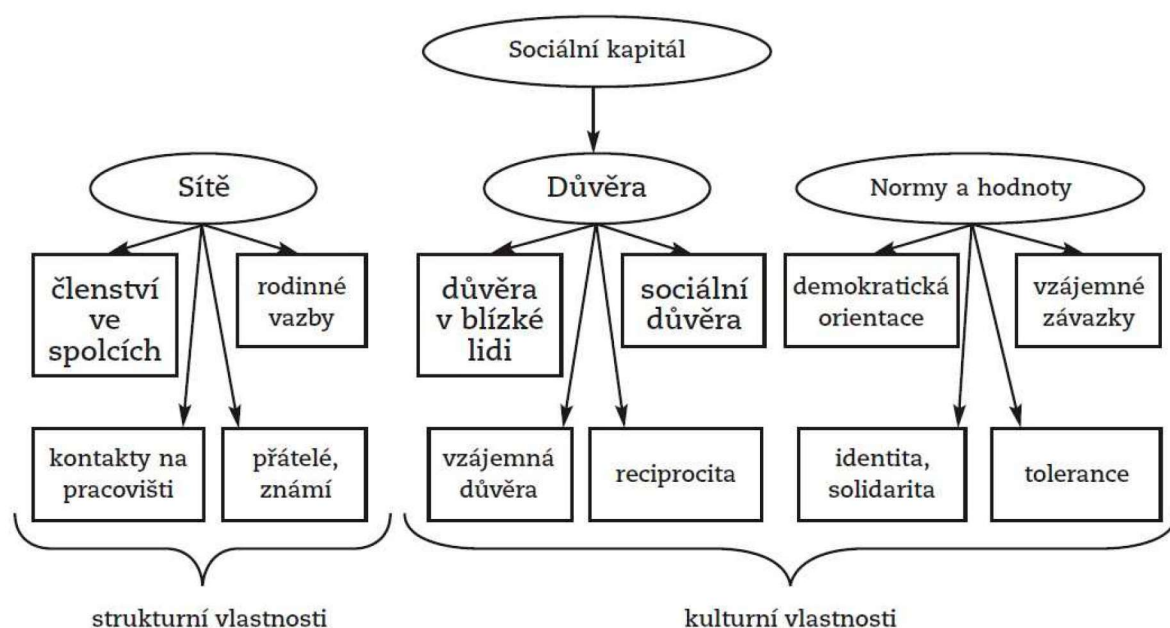 Sociální kapitál
Sítě
Důvěra
Normy a hodnoty
členství
ve
spolcích
rodinné
vazby
důvěra
v blízké
lidi
sociální
důvěra
demokratická
orientace
vzájemné
závazky
kontakty na
pracovišti
přátelé,
známí
vzájemná
důvěra
reciprocita
identita,
solidarita
tolerance
strukturní vlastnosti
kulturní vlastnosti